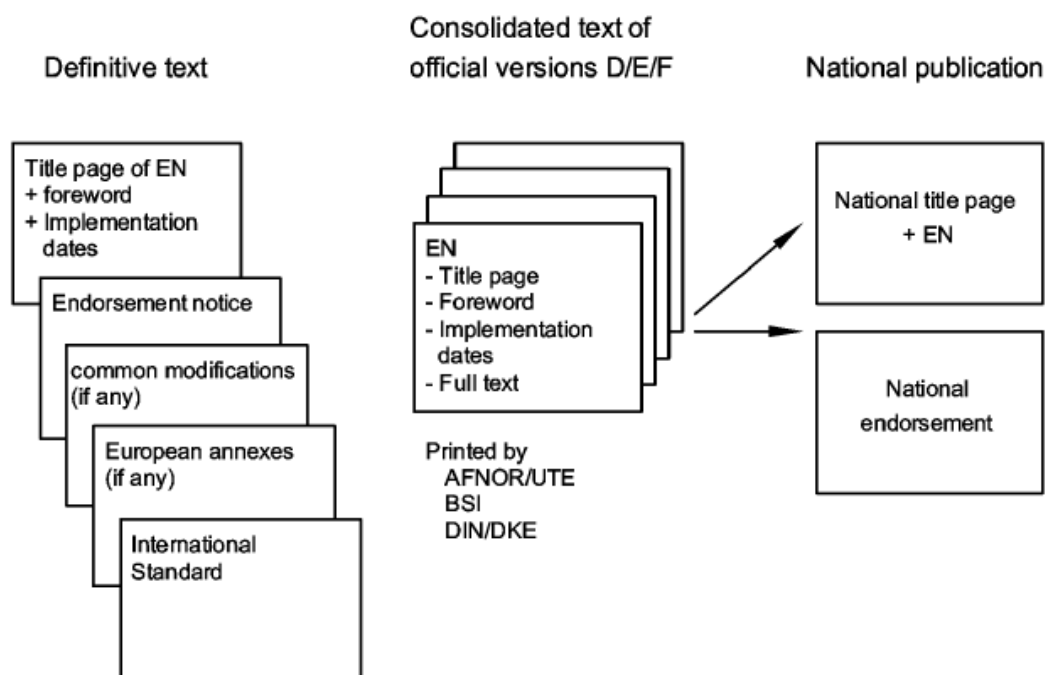 Definitive text
Consolidated text of
official versions D/E/F
National publication
Title page of EN
+ foreword
+ Implementation
dates
Endorsement notice
common modifications
(if any)
European annexes
(if any)
International
Standard
EN
- Title page
- Foreword
- Implementation
dates
- Full text
Printed by
AFNOR/UTE
BSI
DIN/DKE
National title page
+ EN
National
endorsement